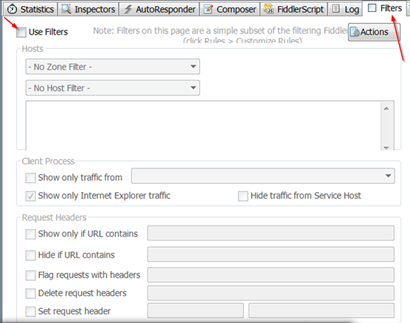 Statistics Inspectors AutoResponder Composer FiddlerScript Log Filters
Use Filters Note: Filters on this page are a simple subset of the filtering Fiddler Actions
(click Rules > Customize Rules)
Hosts
- No Zone Filter -
- No Host Filter -
Client Process
Show only traffic from
Show only Internet Explorer traffic Hide traffic from Service Host
Request Headers
Show only if URL contains
Hide if URL contains
Flag requests with headers
Delete request headers
Set request header